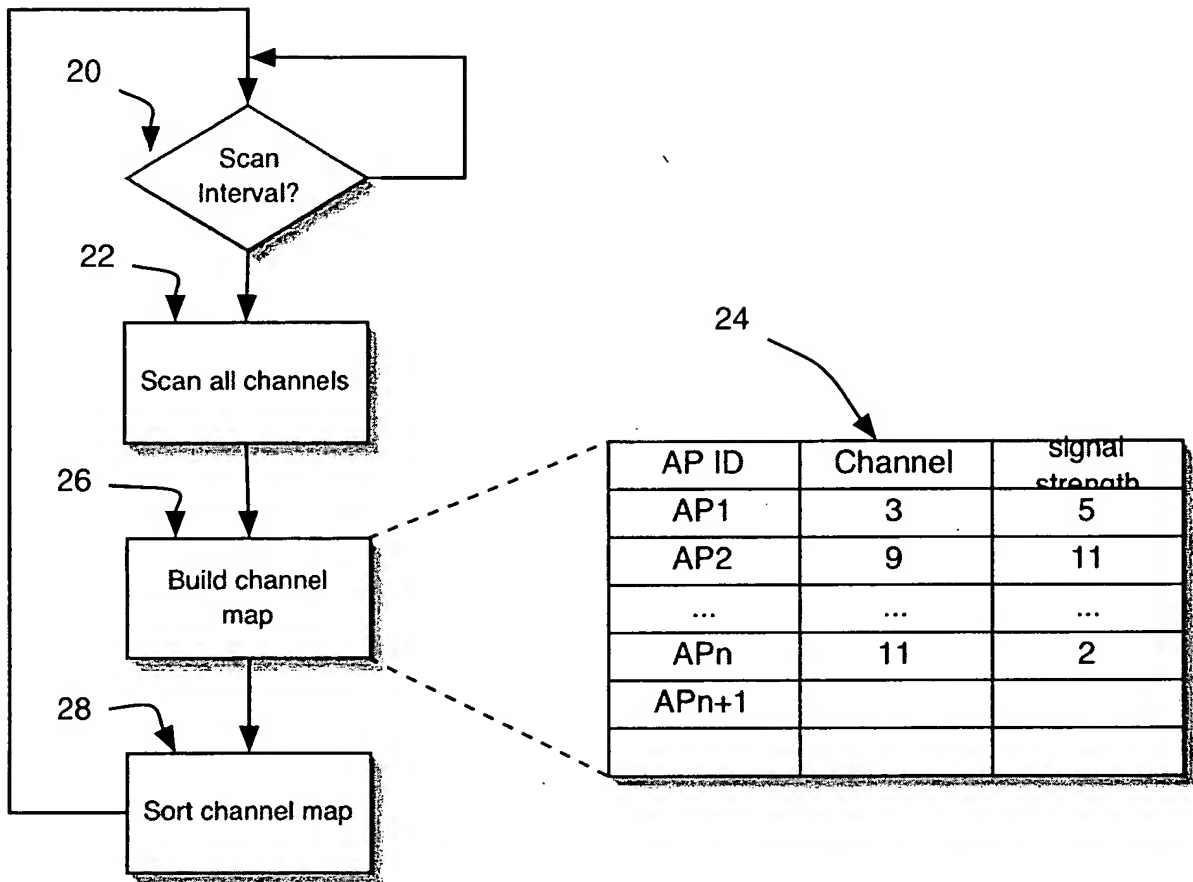 20
Scan
Interval?
22
Scan all channels
24
26
Build channel
map
AP ID Channel signal
strength
AP1 3 5
AP2 9 11
... ... ...
APn 11 2
APn+1
28
Sort channel map